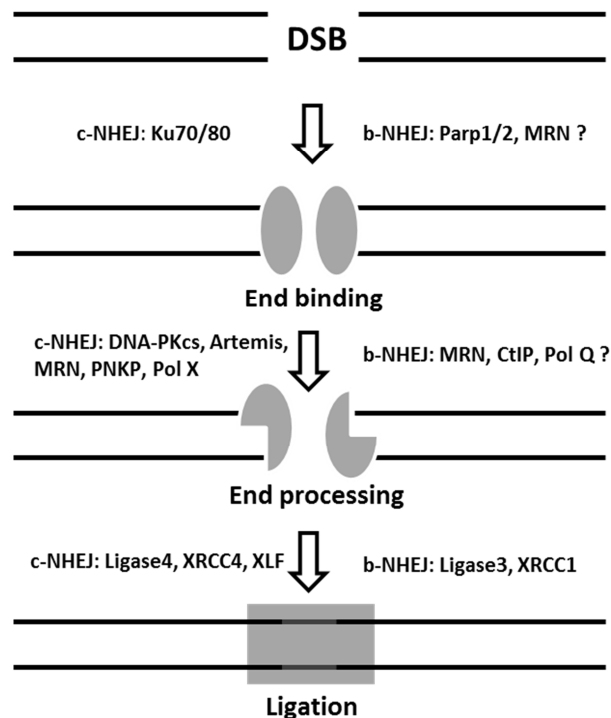 DSB
c-NHEJ: Ku70/80
b-NHEJ: Parp1/2, MRN ?
End binding
c-NHEJ: DNA-PKcs, Artemis,
MRN, PNKP, Pol X
b-NHEJ: MRN, CtIP, Pol Q ?
End processing
c-NHEJ: Ligase4, XRCC4, XLF
b-NHEJ: Ligase3, XRCC1
Ligation